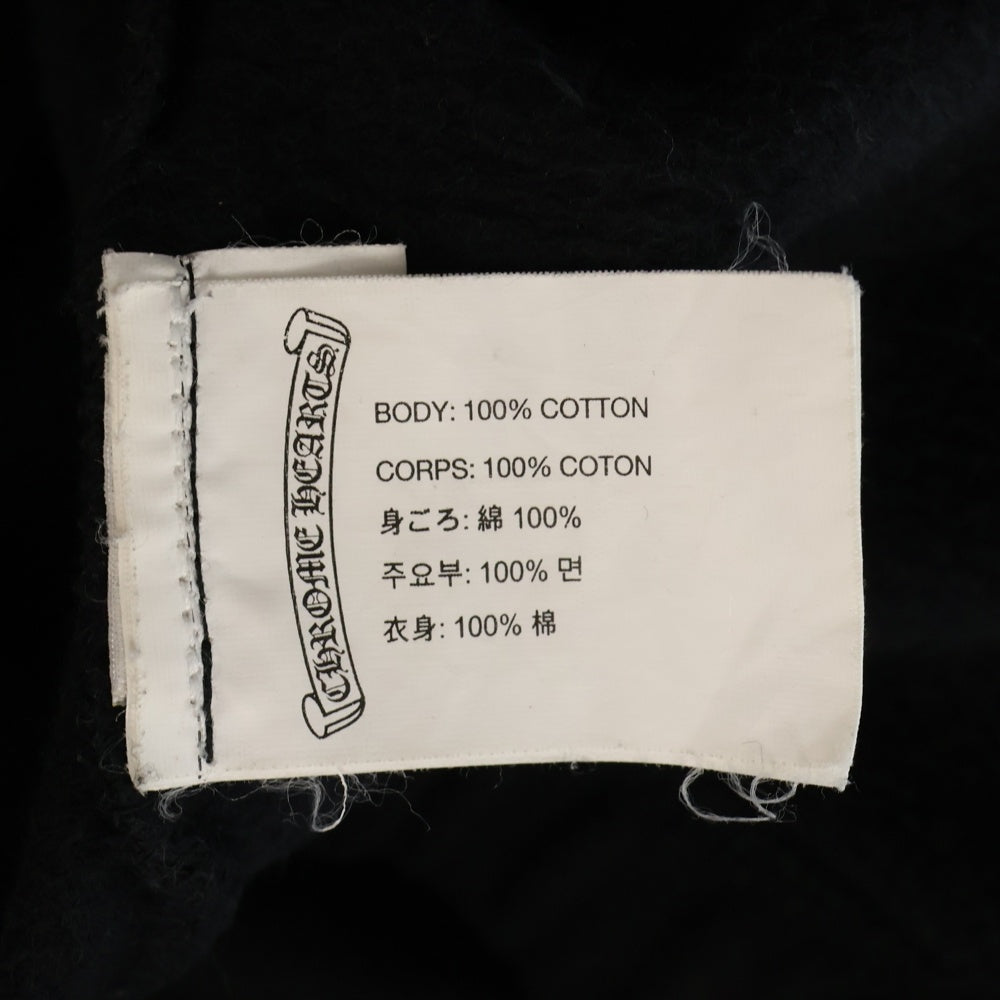 CHROME HEARTS
BODY: 100% COTTON
CORPS: 100% COTON
身ごろ: 綿 100%
주요부: 100% 면
衣身: 100% 棉